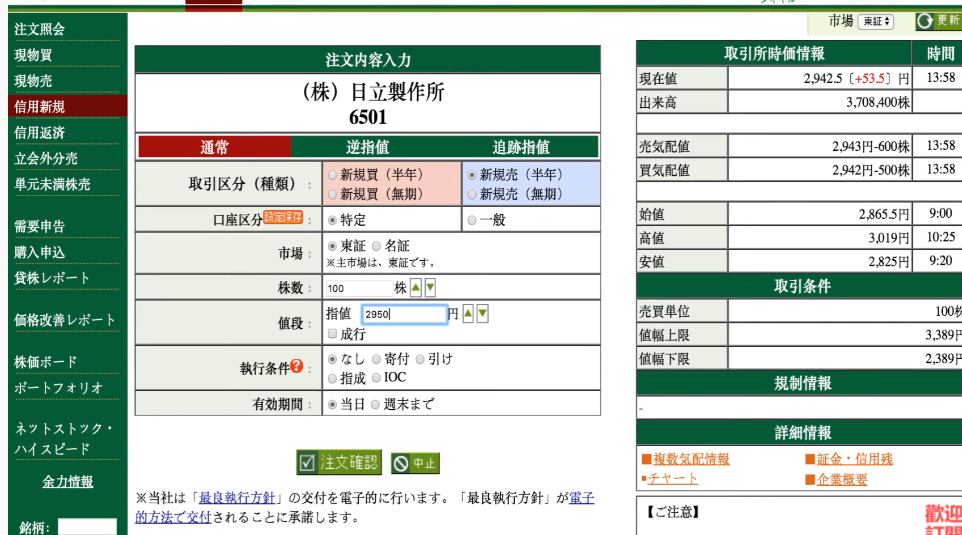 市場 東証 更新
注文照会
現物買
現物売
信用新規
信用返済
立会外分売
単元未満株売
需要申告
購入申込
貸株レポート
価格改善レポート
株価ボード
ポートフォリオ
ネットストック・
ハイスピード
余力情報
銘柄:
注文内容入力
(株) 日立製作所
6501
通常 逆指値 追跡指値
取引区分(種類) : 新規買(半年) 新規売(半年)
新規買(無期) 新規売(無期)
口座区分 設定保存 : 特定 一般
市場 : 東証 名証
※主市場は、東証です。
株数 : 100 株
値段 : 指値 2950 円
成行
執行条件 ? : なし 寄付 引け
指成 IOC
有効期間 : 当日 週末まで
注文確認 中止
※当社は「最良執行方針」の交付を電子的に行います。「最良執行方針」が電子
的方法で交付されることに承諾します。
取引所時価情報 時間
現在値 2,942.5〔+53.5〕円 13:58
出来高 3,708,400株
売気配値 2,943円-600株 13:58
買気配値 2,942円-500株 13:58
始値 2,865.5円 9:00
高値 3,019円 10:25
安値 2,825円 9:20
取引条件
売買単位 100株
値幅上限 3,389円
値幅下限 2,389円
規制情報
-
詳細情報
■複数気配情報 ■証金・信用残
▪チャート ■企業概要
【ご注意】
歓迎